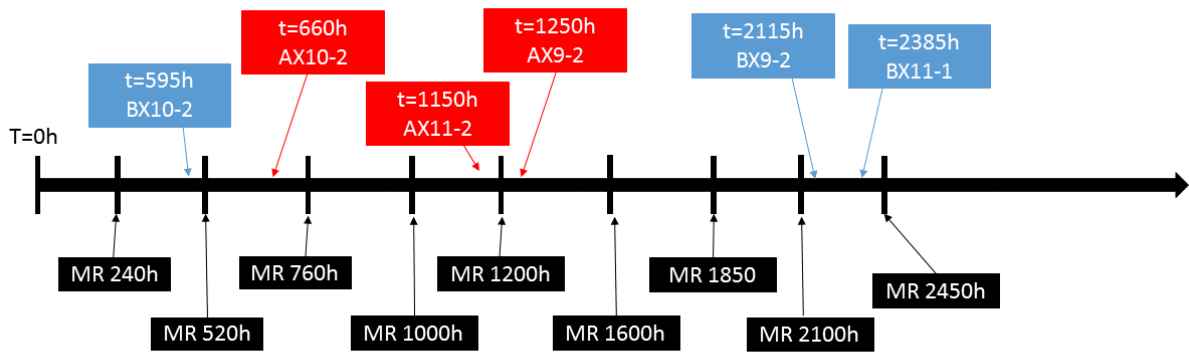 t=660h
AX10-2
t=1250h
AX9-2
t=2115h
BX9-2
t=2385h
BX11-1
t=595h
BX10-2
t=1150h
AX11-2
T=0h
MR 240h
MR 760h
MR 1200h
MR 1850
MR 2450h
MR 520h
MR 1000h
MR 1600h
MR 2100h